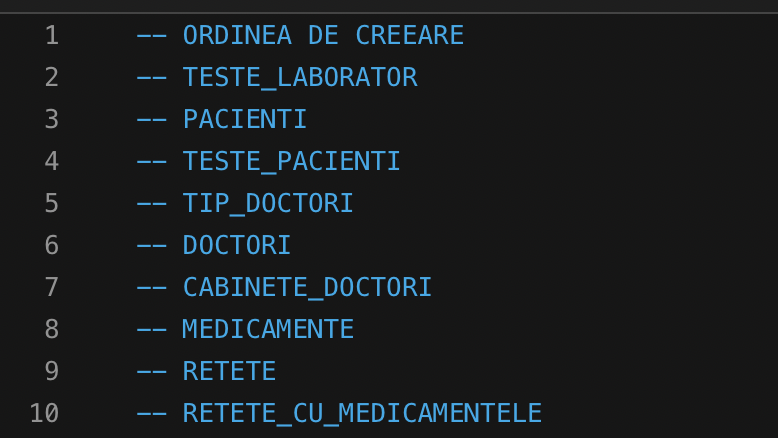 1 -- ORDINEA DE CREEARE
2 -- TESTE_LABORATOR
3 -- PACIENTI
4 -- TESTE_PACIENTI
5 -- TIP_DOCTORI
6 -- DOCTORI
7 -- CABINETE_DOCTORI
8 -- MEDICAMENTE
9 -- RETETE
10 -- RETETE_CU_MEDICAMENTELE